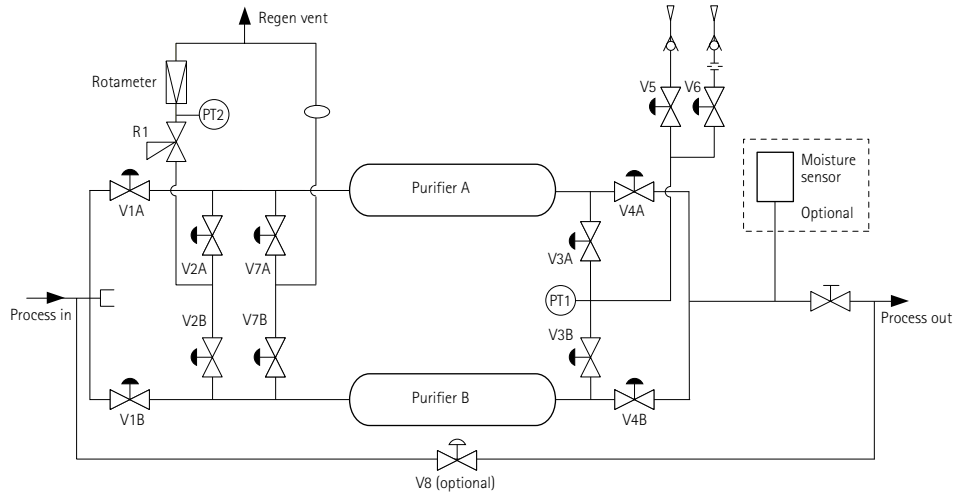 Regen vent
Rotameter
PT2
R1
V5
V6
Moisture
sensor
Optional
Purifier A
V1A
V4A
V2A
V7A
V3A
PT1
Process in
Process out
V2B
V7B
V3B
Purifier B
V1B
V4B
V8 (optional)